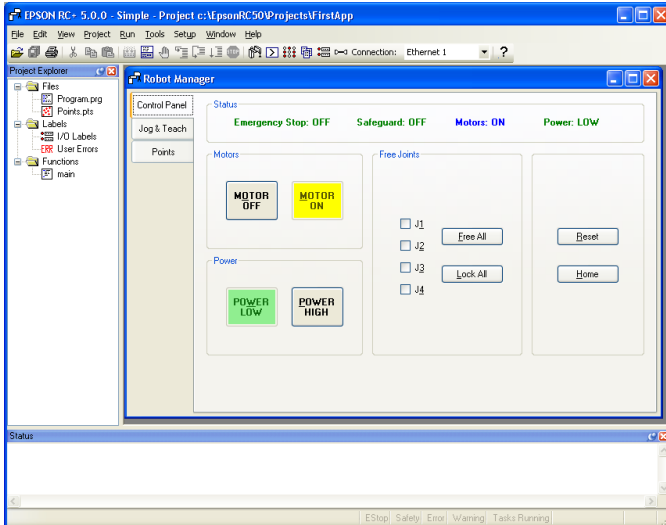 EPSON RC+ 5.0.0 - Simple - Project c:\EpsonRC50\Projects\FirstApp
File Edit View Project Run Tools Setup Window Help
Connection: Ethernet 1
Project Explorer
Files
Program.prg
Points.pts
Labels
I/O Labels
ERR User Errors
Functions
main
Robot Manager
Control Panel
Jog & Teach
Points
Status
Emergency Stop: OFF Safeguard: OFF Motors: ON Power: LOW
Motors
MOTOR OFF
MOTOR ON
Power
POWER LOW
POWER HIGH
Free Joints
J1
J2
J3
J4
Free All
Lock All
Reset
Home
Status
EStop Safety Error Warning Tasks Running